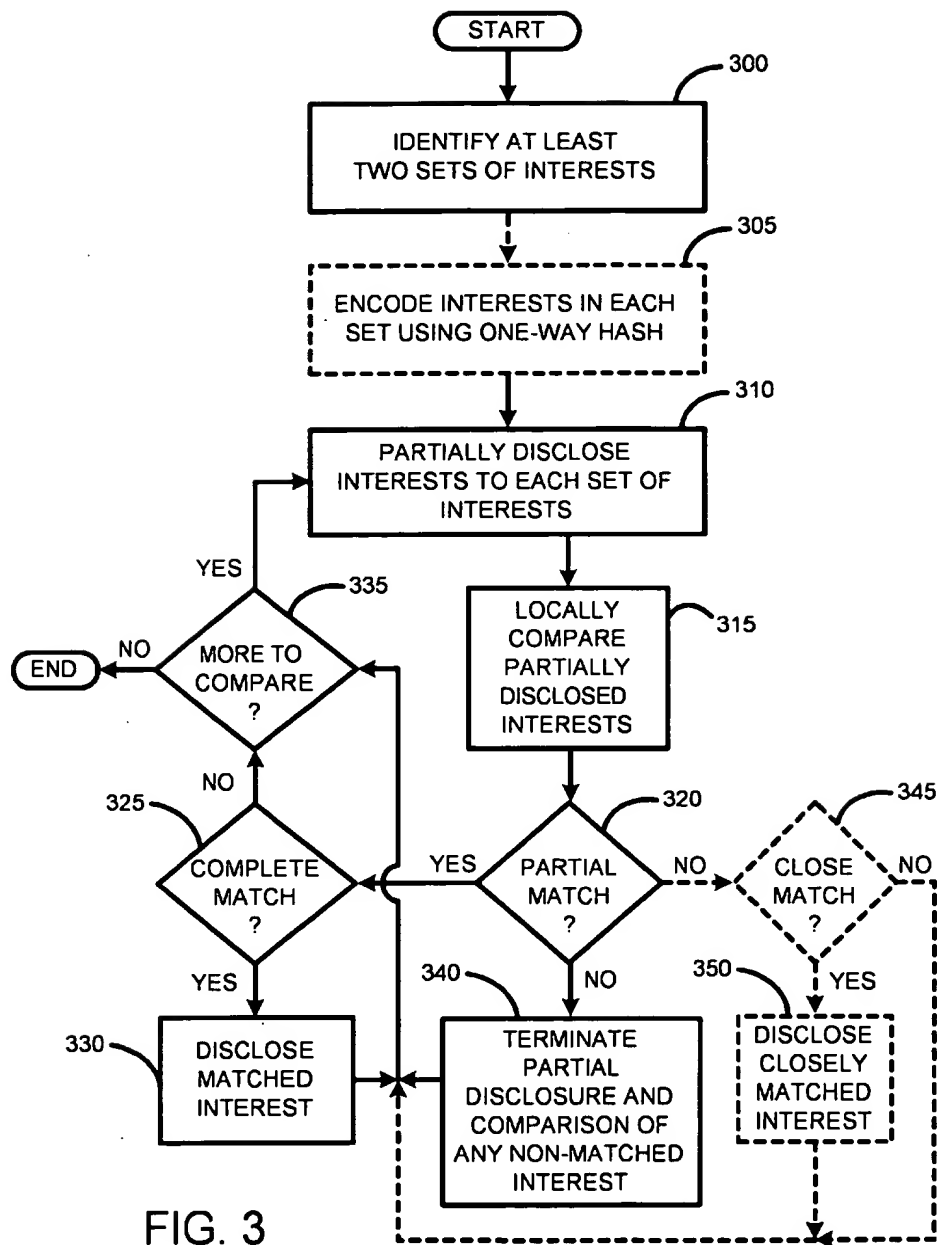 START
300
IDENTIFY AT LEAST
TWO SETS OF INTERESTS
305
ENCODE INTERESTS IN EACH
SET USING ONE-WAY HASH
310
PARTIALLY DISCLOSE
INTERESTS TO EACH SET OF
INTERESTS
YES
335
MORE TO
COMPARE
?
NO
END
315
LOCALLY
COMPARE
PARTIALLY
DISCLOSED
INTERESTS
NO
325
COMPLETE
MATCH
?
YES
320
PARTIAL
MATCH
?
NO
345
CLOSE
MATCH
?
NO
YES
330
DISCLOSE
MATCHED
INTEREST
NO
340
TERMINATE
PARTIAL
DISCLOSURE AND
COMPARISON OF
ANY NON-MATCHED
INTEREST
YES
350
DISCLOSE
CLOSELY
MATCHED
INTEREST
FIG. 3